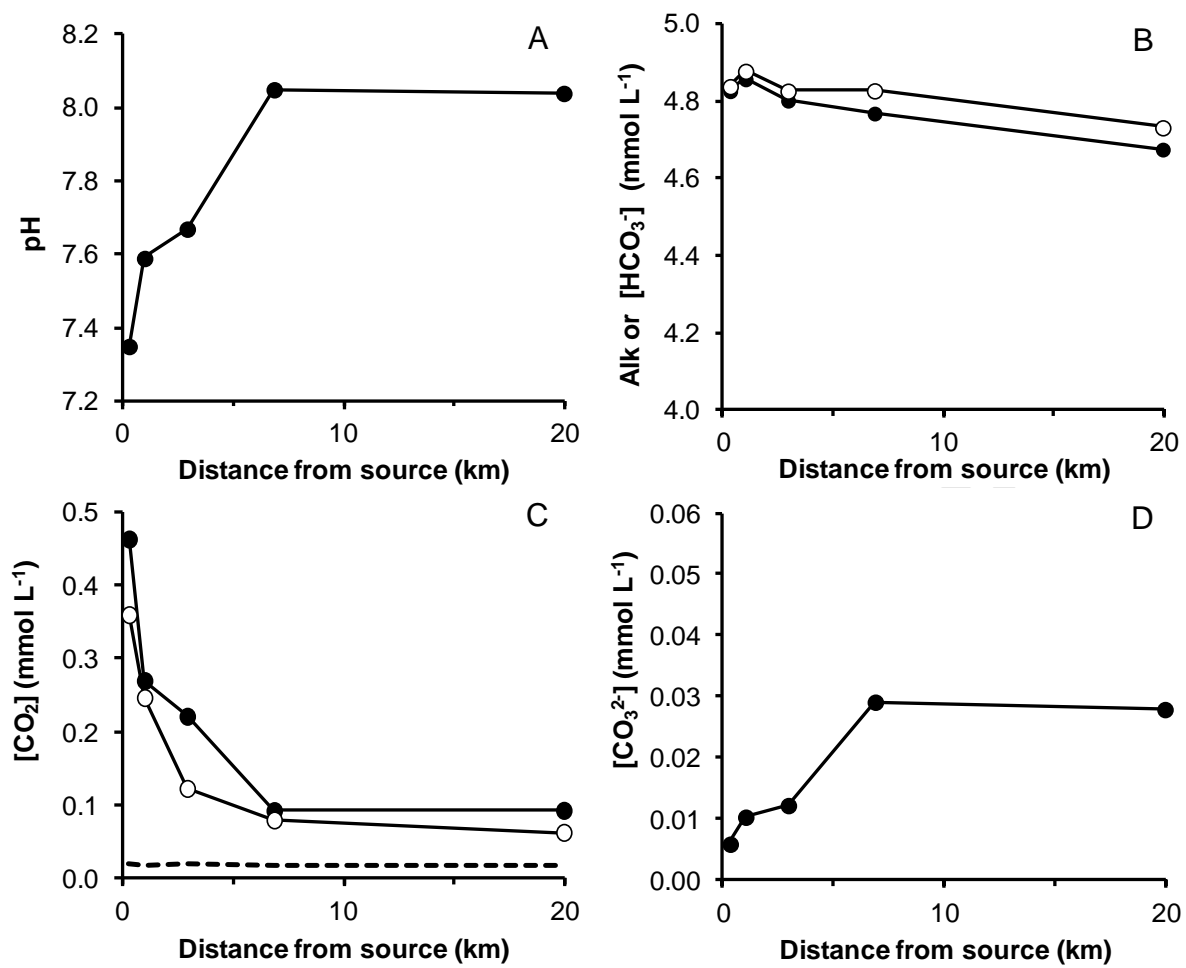 A
8.2
8.0
7.8
7.6
7.4
7.2
pH
0 10 20
Distance from source (km)
B
5.0
4.8
4.6
4.4
4.2
4.0
Alk or [HCO₃⁻] (mmol L⁻¹)
0 10 20
Distance from source (km)
C
0.5
0.4
0.3
0.2
0.1
0.0
[CO₂] (mmol L⁻¹)
0 10 20
Distance from source (km)
D
0.06
0.05
0.04
0.03
0.02
0.01
0.00
[CO₃²⁻] (mmol L⁻¹)
0 10 20
Distance from source (km)